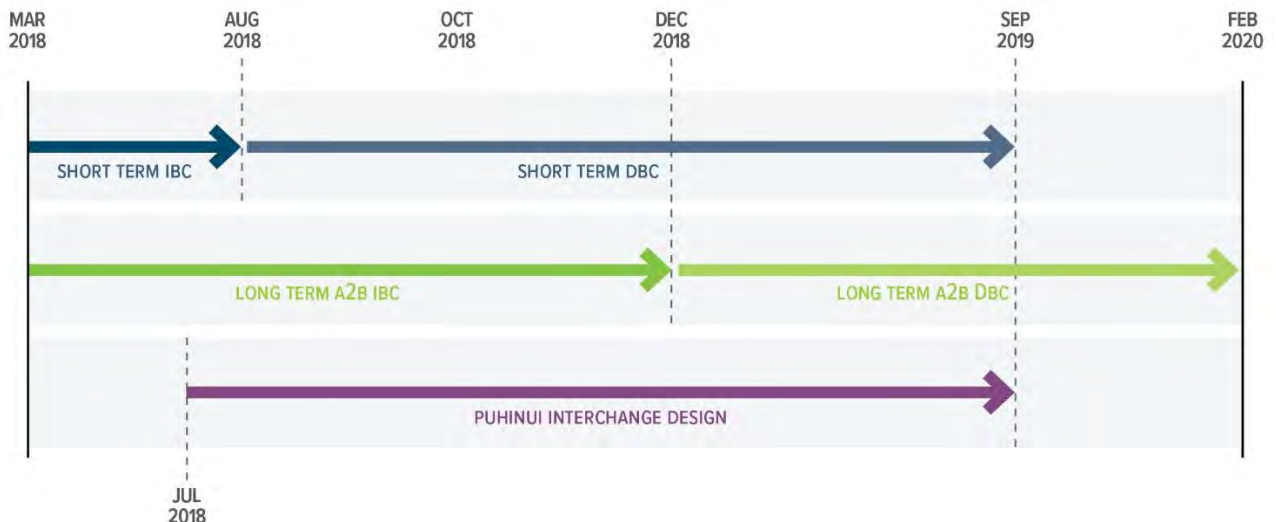 MAR
2018
AUG
2018
OCT
2018
DEC
2018
SEP
2019
FEB
2020
SHORT TERM IBC
SHORT TERM DBC
LONG TERM A2B IBC
LONG TERM A2B DBC
PUHINUI INTERCHANGE DESIGN
JUL
2018